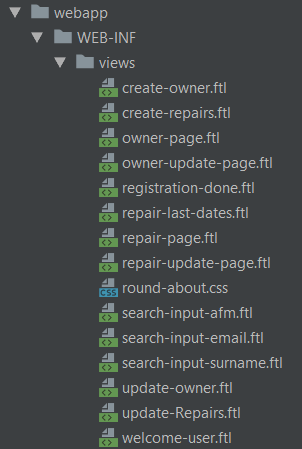 webapp
WEB-INF
views
create-owner.ftl
create-repairs.ftl
owner-page.ftl
owner-update-page.ftl
registration-done.ftl
repair-last-dates.ftl
repair-page.ftl
repair-update-page.ftl
round-about.css
search-input-afm.ftl
search-input-email.ftl
search-input-surname.ftl
update-owner.ftl
update-Repairs.ftl
welcome-user.ftl